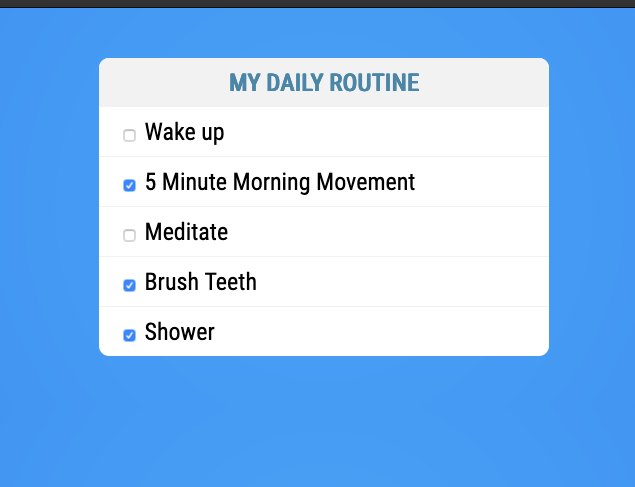 MY DAILY ROUTINE
Wake up
5 Minute Morning Movement
Meditate
Brush Teeth
Shower